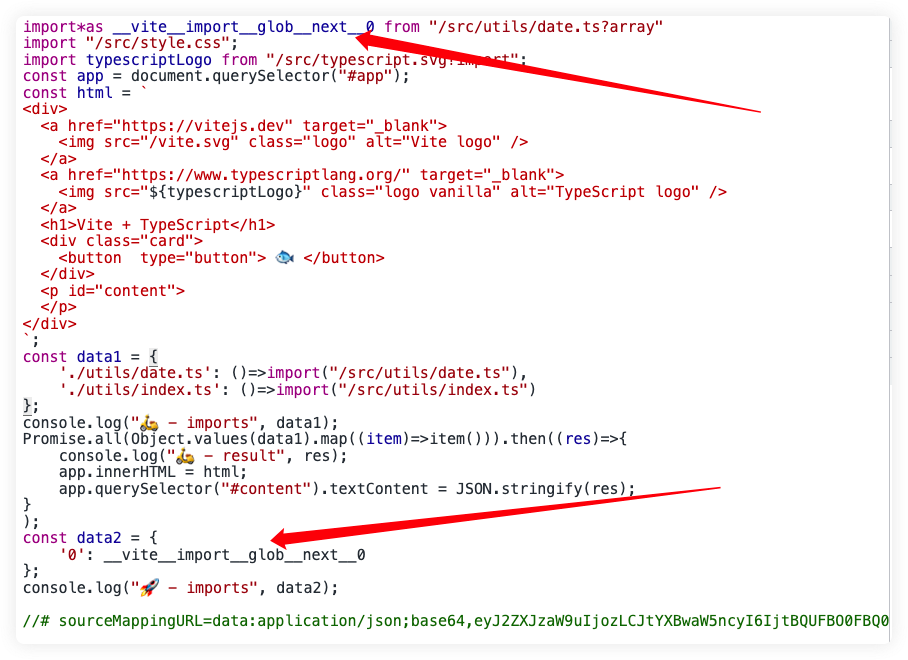 import*as __vite__import__glob__next__0 from "/src/utils/date.ts?array"
import "/src/style.css";
import typescriptLogo from "/src/typescript.svg?import";
const app = document.querySelector("#app");
const html = `
<div>
  <a href="https://vitejs.dev" target="_blank">
    <img src="/vite.svg" class="logo" alt="Vite logo" />
  </a>
  <a href="https://www.typescriptlang.org/" target="_blank">
    <img src="${typescriptLogo}" class="logo vanilla" alt="TypeScript logo" />
  </a>
  <h1>Vite + TypeScript</h1>
  <div class="card">
    <button  type="button"> 🐟 </button>
  </div>
  <p id="content">
  </p>
</div>
`;
const data1 = {
    './utils/date.ts': ()=>import("/src/utils/date.ts"),
    './utils/index.ts': ()=>import("/src/utils/index.ts")
};
console.log("🛵 - imports", data1);
Promise.all(Object.values(data1).map((item)=>item())).then((res)=>{
    console.log("🛵 - result", res);
    app.innerHTML = html;
    app.querySelector("#content").textContent = JSON.stringify(res);
}
);
const data2 = {
    '0': __vite__import__glob__next__0
};
console.log("🚀 - imports", data2);
//# sourceMappingURL=data:application/json;base64,eyJ2ZXJzaW9uIjozLCJtYXBwaW5ncyI6IjtBQUFBO0FBQ0